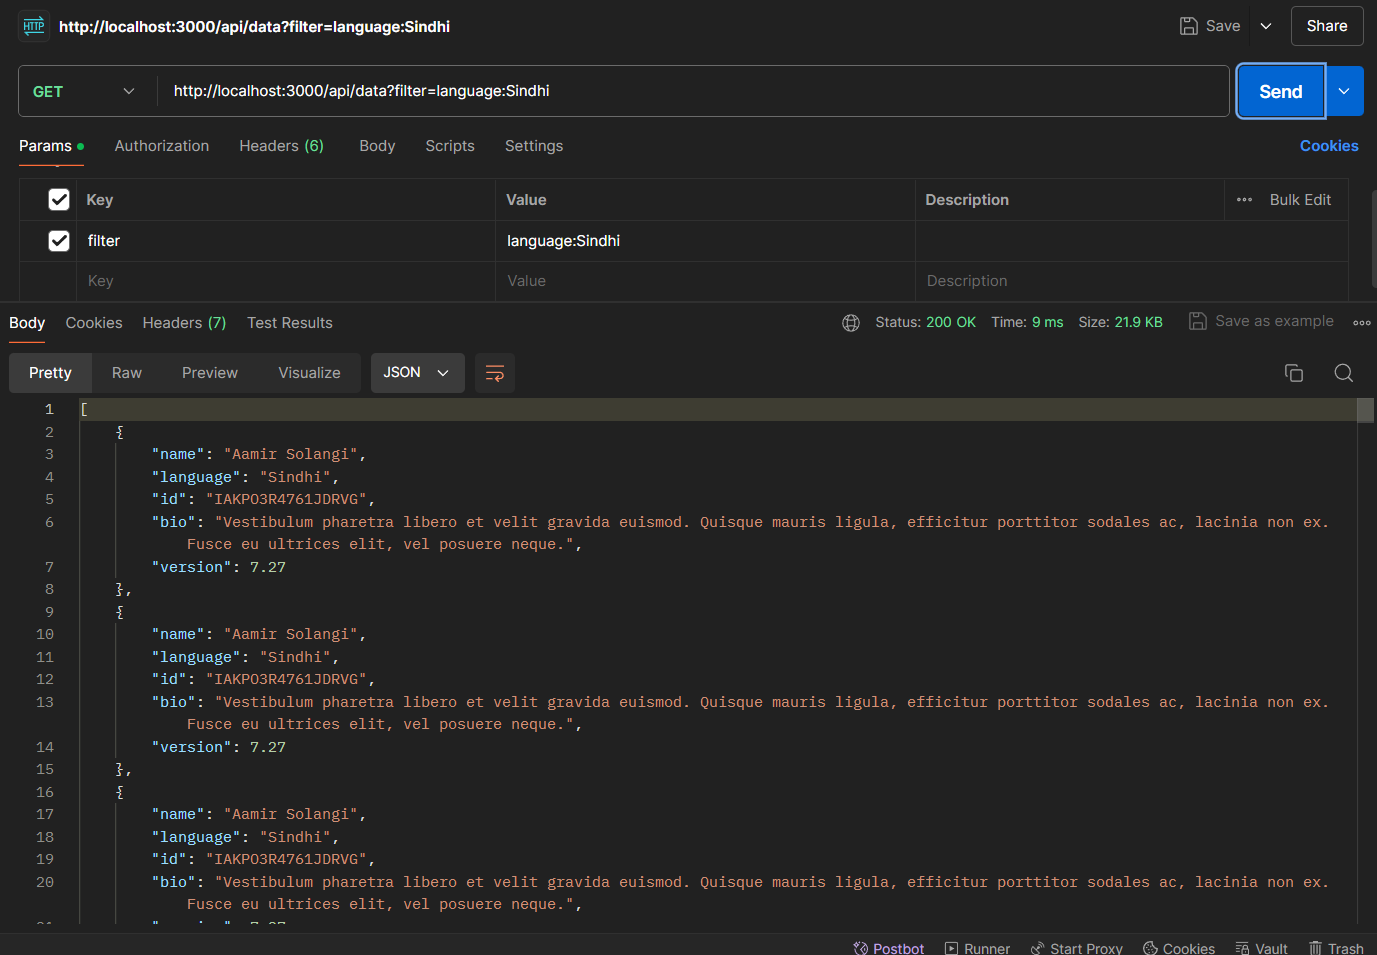 HTTP http://localhost:3000/api/data?filter=language:Sindhi Save Share
GET http://localhost:3000/api/data?filter=language:Sindhi Send
Params Authorization Headers (6) Body Scripts Settings Cookies
Key Value Description Bulk Edit
filter language:Sindhi
Key Value Description
Body Cookies Headers (7) Test Results Status: 200 OK Time: 9 ms Size: 21.9 KB Save as example
Pretty Raw Preview Visualize JSON
1 [
2 {
3 "name": "Aamir Solangi",
4 "language": "Sindhi",
5 "id": "IAKPO3R4761JDRVG",
6 "bio": "Vestibulum pharetra libero et velit gravida euismod. Quisque mauris ligula, efficitur porttitor sodales ac, lacinia non ex.
Fusce eu ultrices elit, vel posuere neque.",
7 "version": 7.27
8 },
9 {
10 "name": "Aamir Solangi",
11 "language": "Sindhi",
12 "id": "IAKPO3R4761JDRVG",
13 "bio": "Vestibulum pharetra libero et velit gravida euismod. Quisque mauris ligula, efficitur porttitor sodales ac, lacinia non ex.
Fusce eu ultrices elit, vel posuere neque.",
14 "version": 7.27
15 },
16 {
17 "name": "Aamir Solangi",
18 "language": "Sindhi",
19 "id": "IAKPO3R4761JDRVG",
20 "bio": "Vestibulum pharetra libero et velit gravida euismod. Quisque mauris ligula, efficitur porttitor sodales ac, lacinia non ex.
Fusce eu ultrices elit, vel posuere neque.",
Postbot Runner Start Proxy Cookies Vault Trash